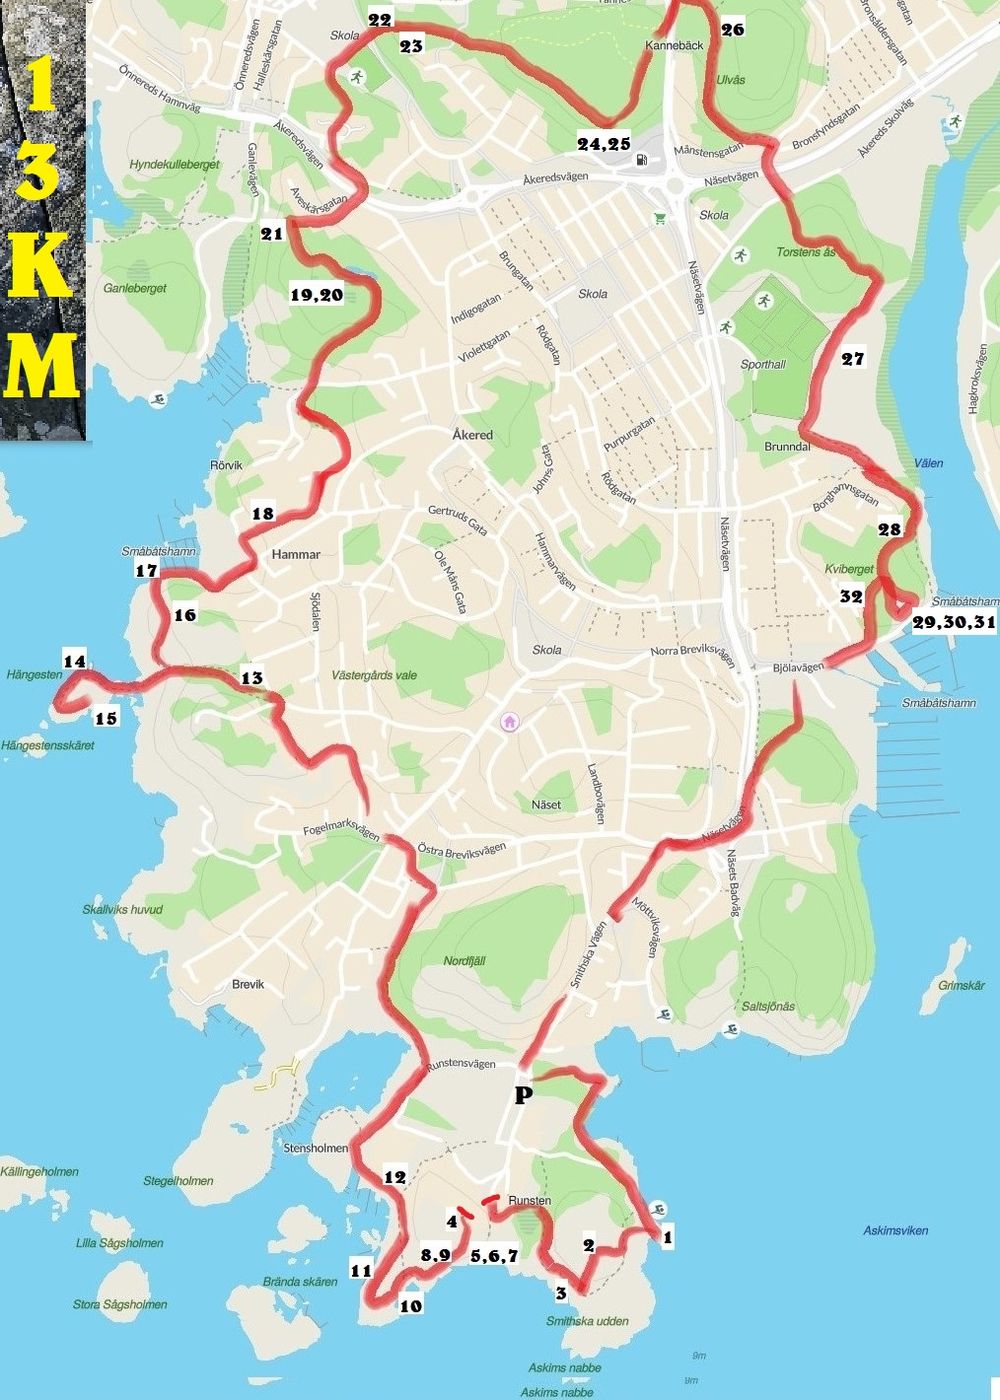 1
3
K
M
22
Skola
23
26
Kannebäck
Ulvås
Önneredsvägen
Halleskärsgatan
Bronsåldersgatan
Önnereds Hamnväg
Åkeredsvägen
Hyndekulleberget
Ganlevägen
24,25
Månstensgatan
Bronsfyndsgatan
Åkereds Skolväg
Åkeredsvägen
Näsetvägen
Aveskärsgatan
21
Skola
Torstens ås
Ganleberget
19,20
Brungatan
Näsetvägen
Skola
Indigogatan
Violettgatan
Rödgatan
27
Sporthall
Hagkroksvägen
Åkered
Purpurgatan
Brunndal
Rörvik
Johns Gata
Välen
Rödgatan
Borghamnsgatan
18
Gertruds Gata
28
Småbåtshamn
Hammar
Hammarvägen
Näsetvägen
17
Ole Måns Gata
Kviberget
16
Sjödalen
32
Småbåtsham
29,30,31
14
Hängesten
13
Västergårds vale
Skola
Norra Breviksvägen
Bjölavägen
15
Småbåtshamn
Hängestensskäret
Landbovägen
Näset
Fogelmarksvägen
Östra Breviksvägen
Näsetvägen
Näsets Badväg
Skallviks huvud
Möttviksvägen
Smithska Vägen
Nordfjäll
Brevik
Saltsjönäs
Grimskär
Runstensvägen
P
Stensholmen
Källingeholmen
Stegelholmen
12
Runsten
4
1
Lilla Sågsholmen
8,9
5,6,7
2
Askimsviken
11
Brända skären
3
Stora Sågsholmen
10
Smithska udden
9m
Askims nabbe
9m
Askims nabbe